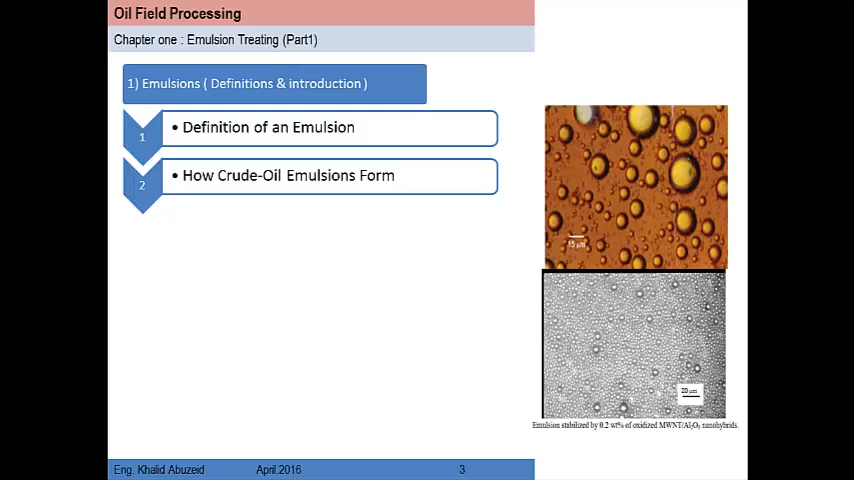 Oil Field Processing
Chapter one : Emulsion Treating (Part1)
1) Emulsions ( Definitions & introduction )
1
• Definition of an Emulsion
2
• How Crude-Oil Emulsions Form
15 µm
20 µm
Emulsion stabilized by 0.2 wt% of oxidized MWNT/Al₂O₃ nanohybrids.
Eng. Khalid Abuzeid April.2016 3